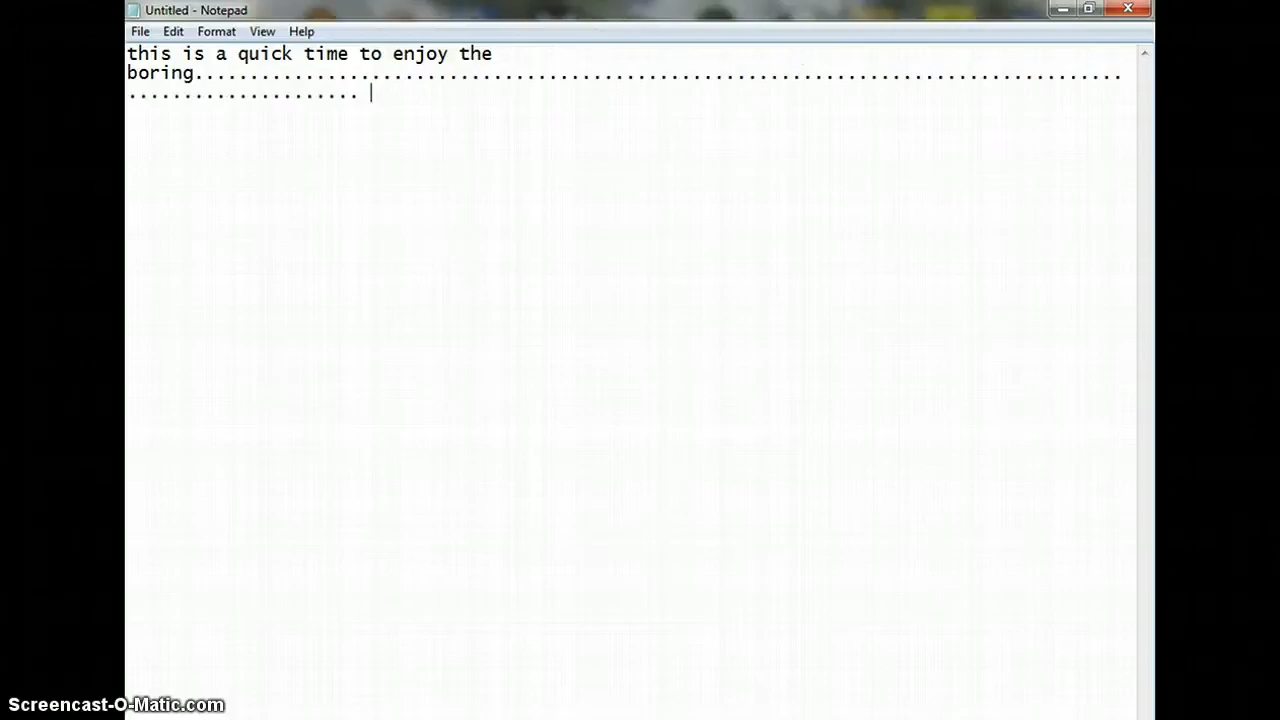 Untitled - Notepad
File Edit Format View Help
this is a quick time to enjoy the
boring....................................................................................
.....................
Screencast-O-Matic.com